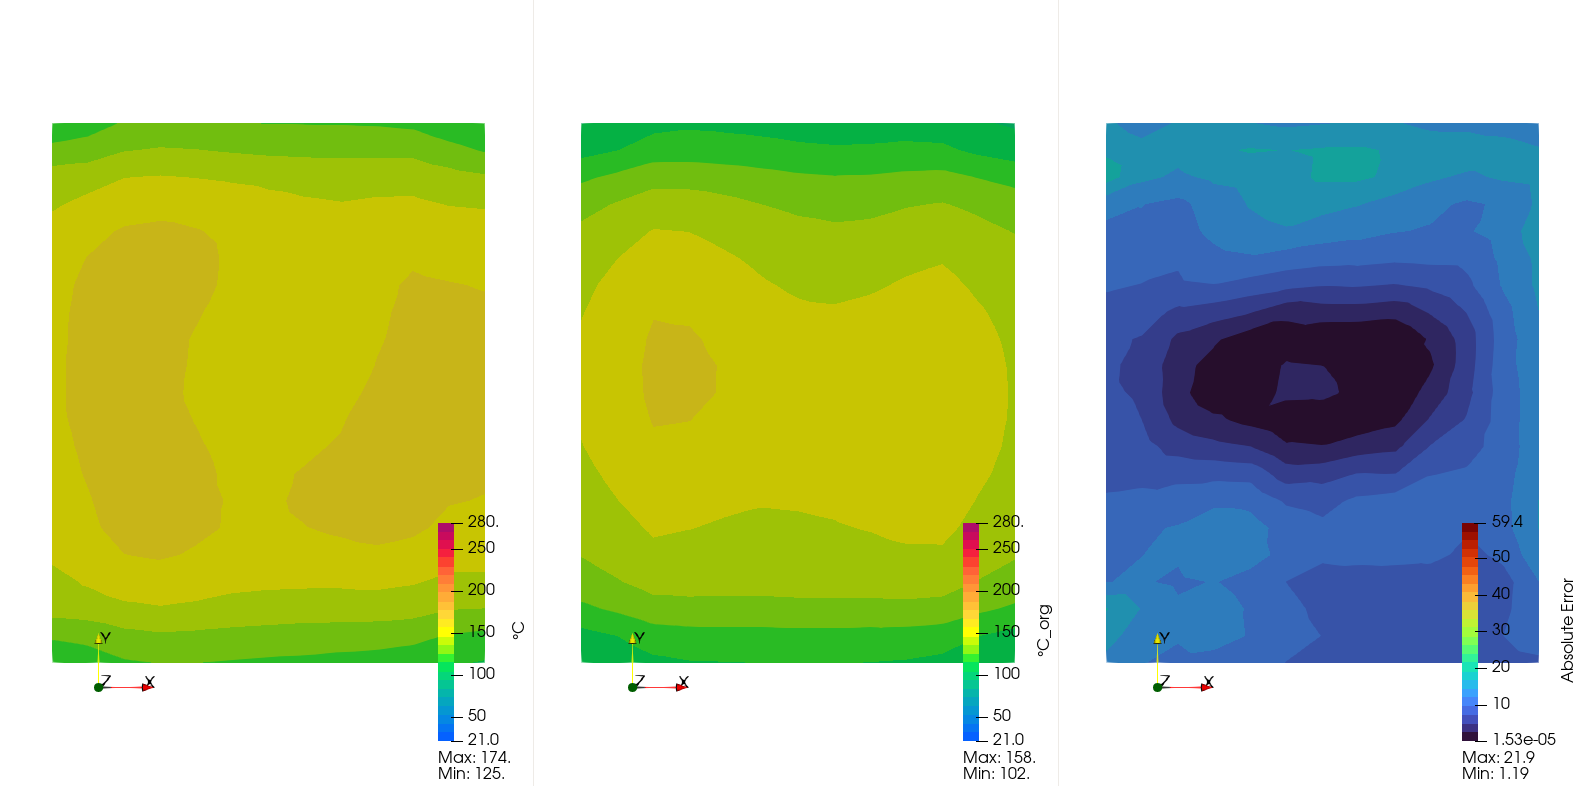 280.
250
200
150
100
50
21.0
°C
Max: 174.
Min: 125.
Y
Z
X
280.
250
200
150
100
50
21.0
°C_org
Max: 158.
Min: 102.
Y
Z
X
59.4
50
40
30
20
10
1.53e-05
Absolute Error
Max: 21.9
Min: 1.19
Y
Z
X